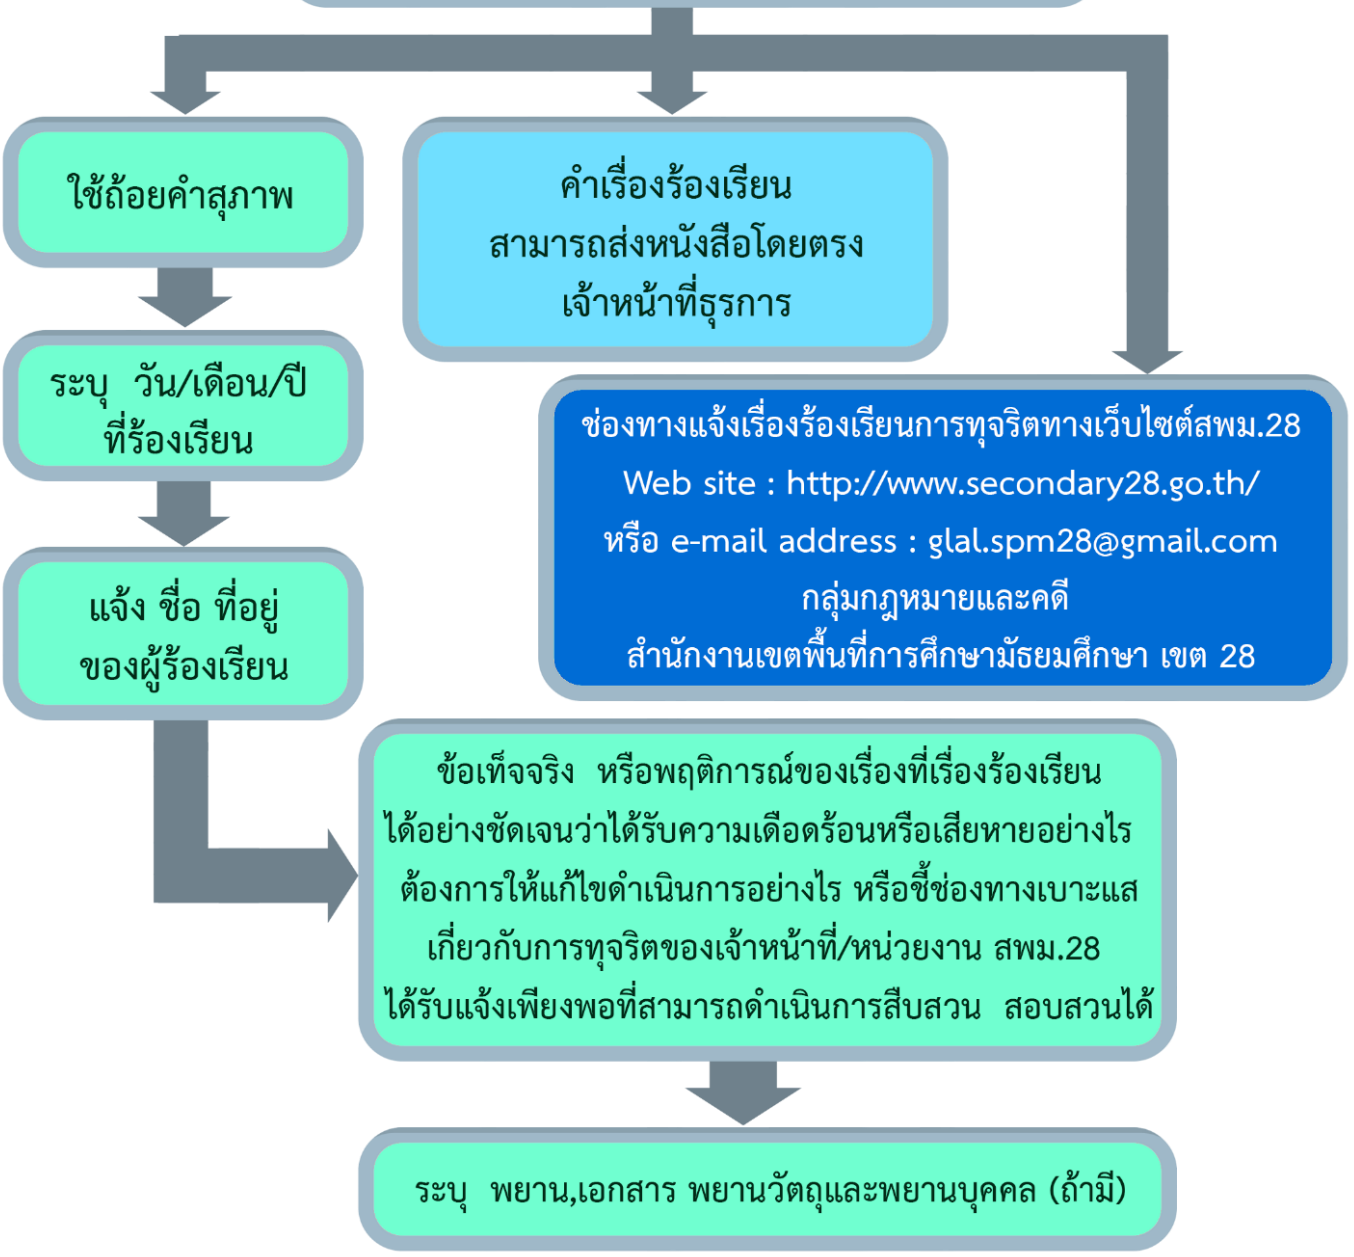 ใช้ถ้อยคำสุภาพ
ระบุ วัน/เดือน/ปี
ที่ร้องเรียน
แจ้ง ชื่อ ที่อยู่
ของผู้ร้องเรียน
คำเรื่องร้องเรียน
สามารถส่งหนังสือโดยตรง
เจ้าหน้าที่ธุรการ
ช่องทางแจ้งเรื่องร้องเรียนการทุจริตทางเว็บไซต์สพม.28
Web site : http://www.secondary28.go.th/
หรือ e-mail address : glal.spm28@gmail.com
กลุ่มกฎหมายและคดี
สำนักงานเขตพื้นที่การศึกษามัธยมศึกษา เขต 28
ข้อเท็จจริง หรือพฤติการณ์ของเรื่องที่เรื่องร้องเรียน
ได้อย่างชัดเจนว่าได้รับความเดือดร้อนหรือเสียหายอย่างไร
ต้องการให้แก้ไขดำเนินการอย่างไร หรือชี้ช่องทางเบาะแส
เกี่ยวกับการทุจริตของเจ้าหน้าที่/หน่วยงาน สพม.28
ได้รับแจ้งเพียงพอที่สามารถดำเนินการสืบสวน สอบสวนได้
ระบุ พยาน,เอกสาร พยานวัตถุและพยานบุคคล (ถ้ามี)